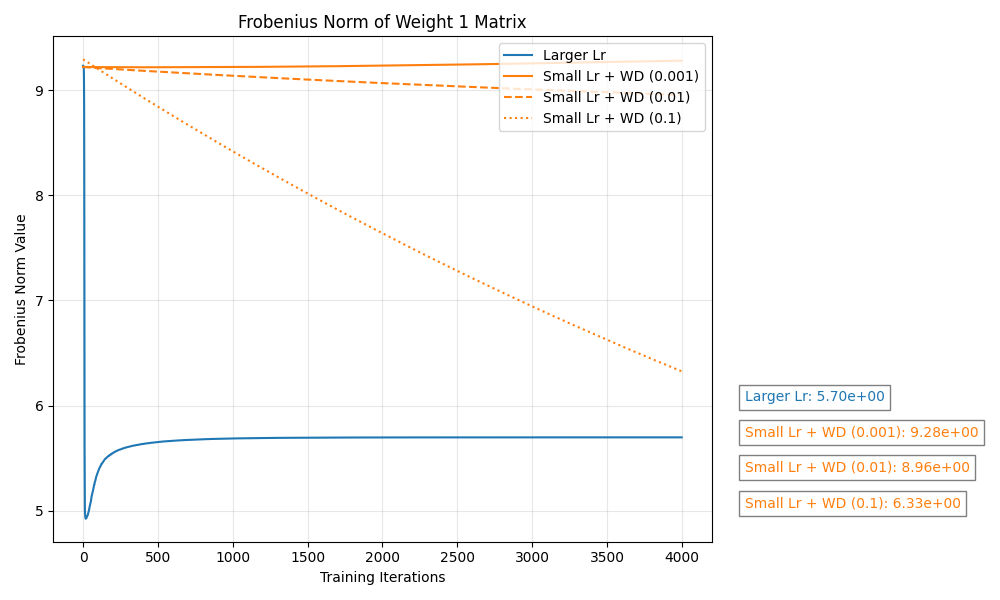 Frobenius Norm of Weight 1 Matrix
Larger Lr
Small Lr + WD (0.001)
Small Lr + WD (0.01)
Small Lr + WD (0.1)
Frobenius Norm Value
9
8
7
6
5
0 500 1000 1500 2000 2500 3000 3500 4000
Training Iterations
Larger Lr: 5.70e+00
Small Lr + WD (0.001): 9.28e+00
Small Lr + WD (0.01): 8.96e+00
Small Lr + WD (0.1): 6.33e+00